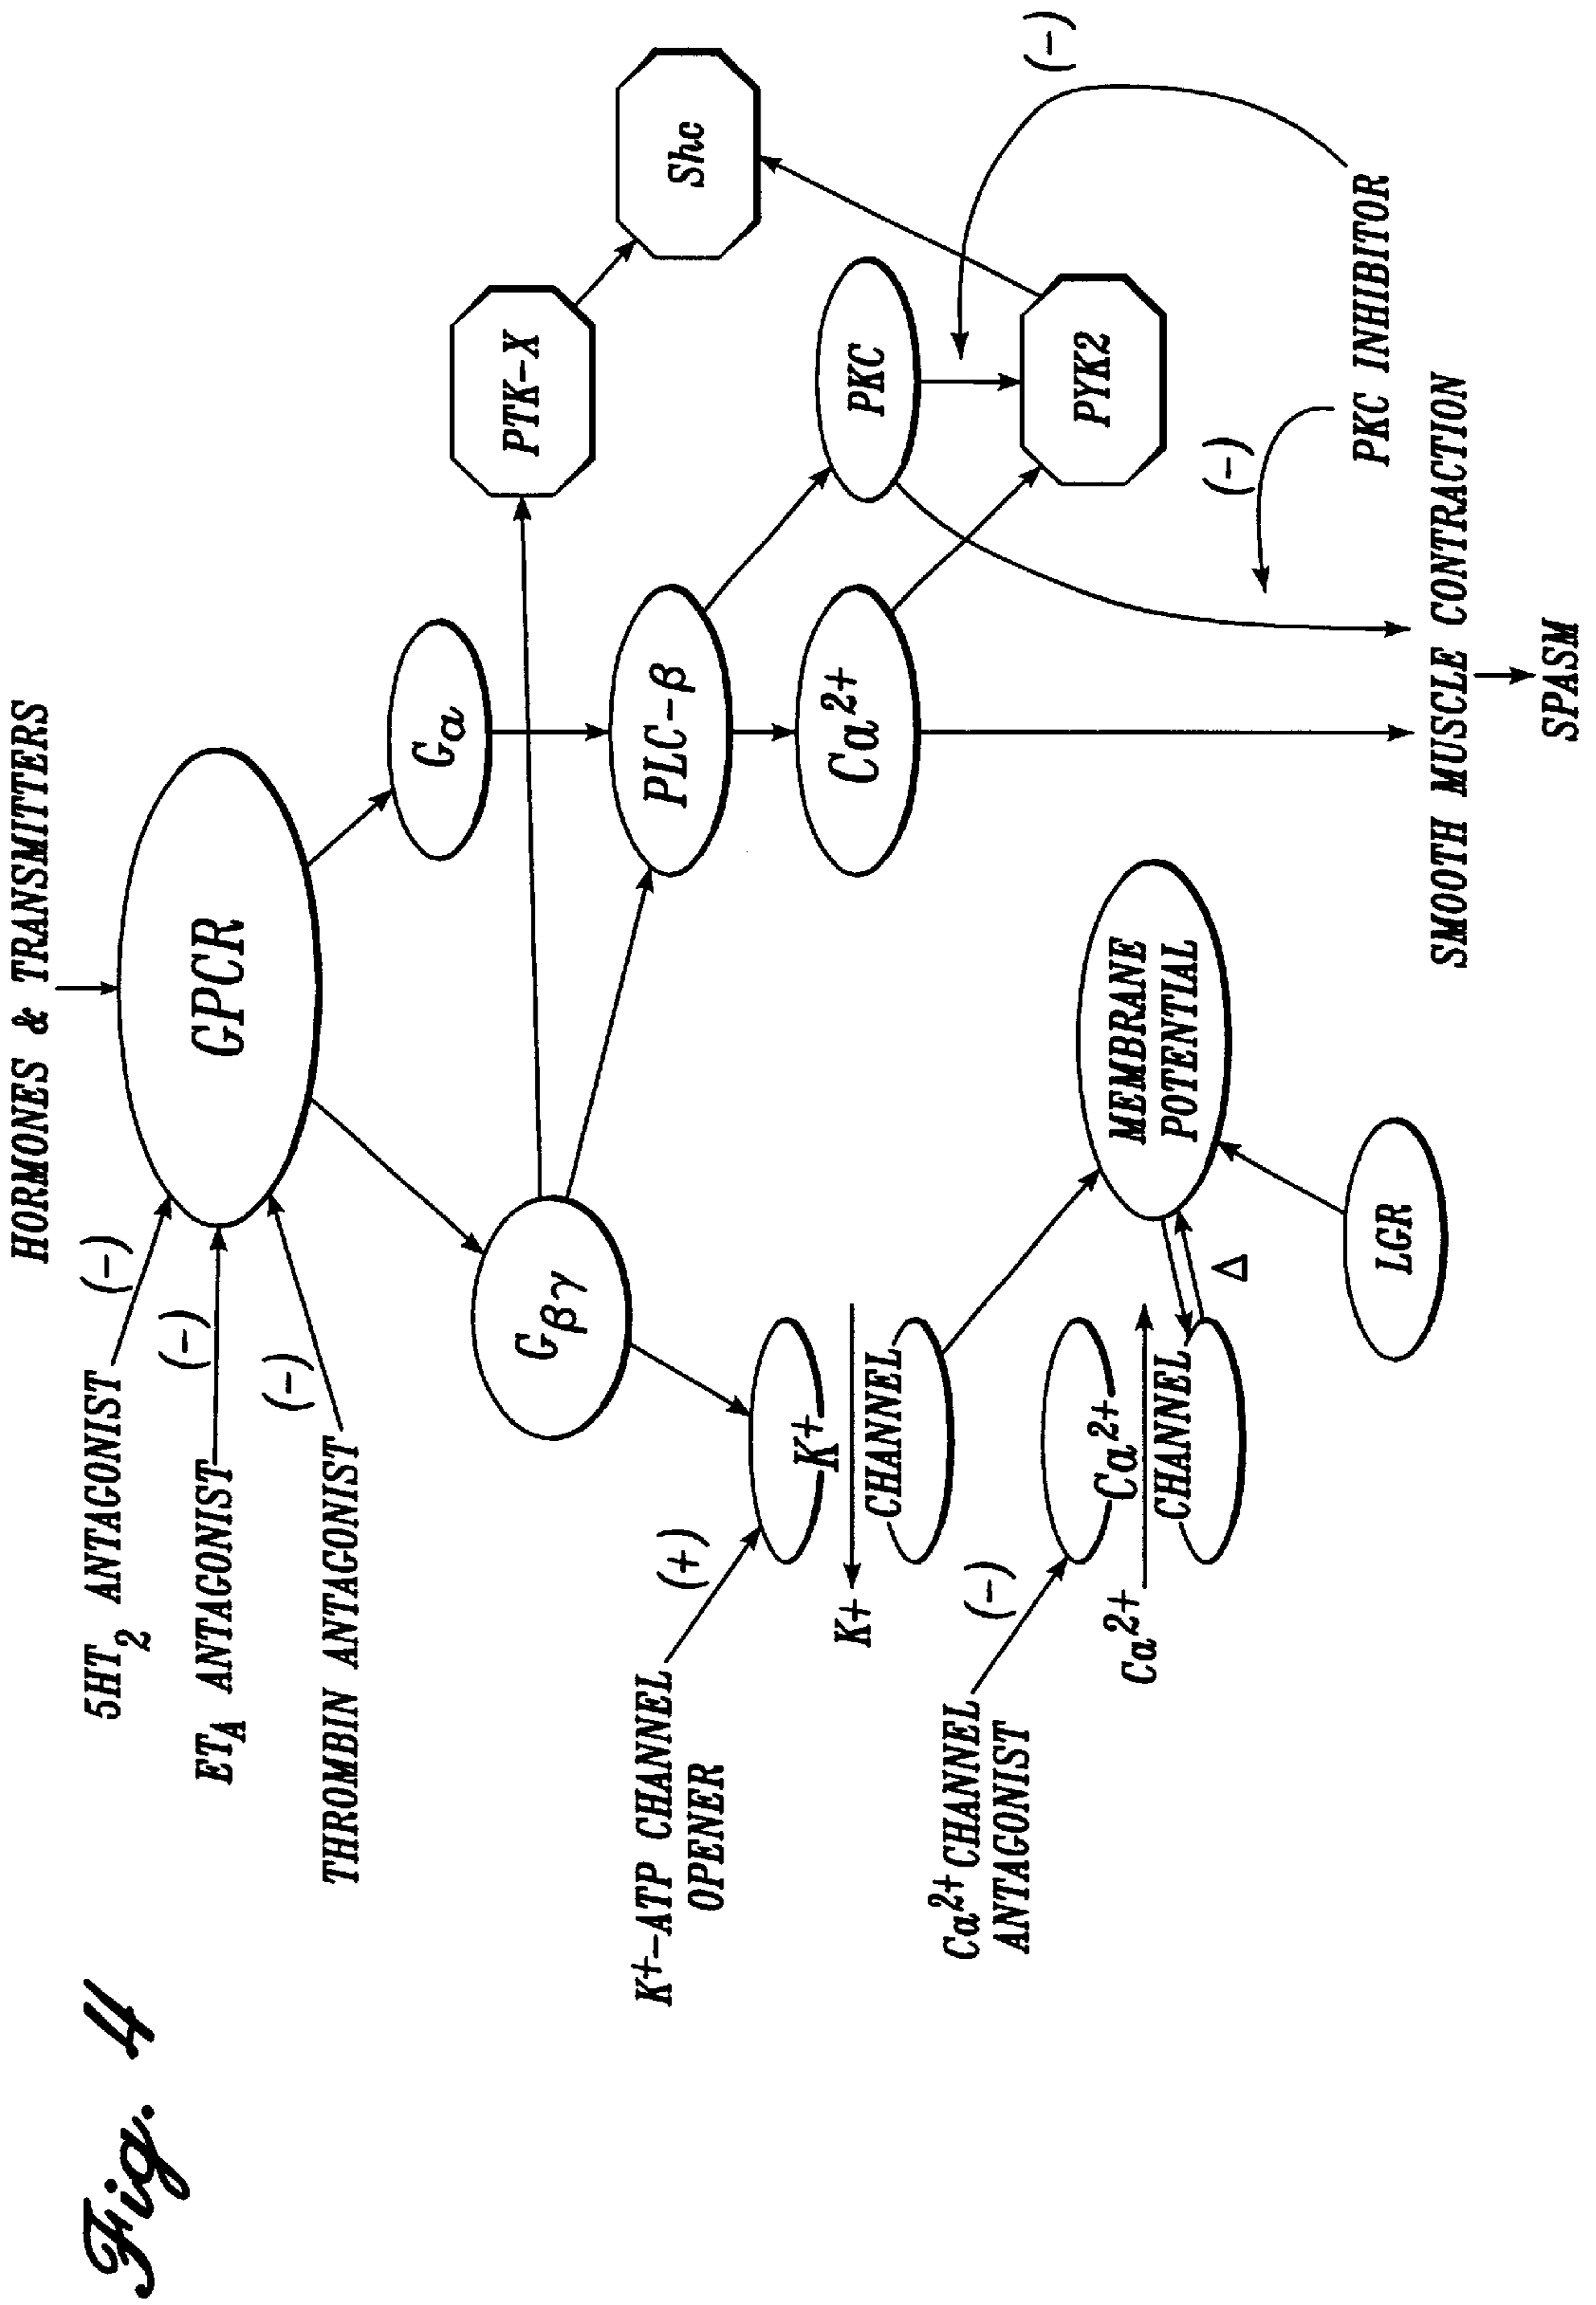 Fig. 4
HORMONES & TRANSMITTERS
5HT2 ANTAGONIST
(-)
ETA ANTAGONIST
(-)
THROMBIN ANTAGONIST
(-)
GPCR
Gα
Gβγ
PTK-X
Shc
PLC-β
K+-ATP CHANNEL
OPENER
(+)
K+
CHANNEL
K+
Ca2+
PKC
(-)
Ca2+ CHANNEL
ANTAGONIST
(-)
Ca2+
CHANNEL
Ca2+
Δ
MEMBRANE
POTENTIAL
PYK2
(-)
LGR
PKC INHIBITOR
SMOOTH MUSCLE CONTRACTION
SPASM